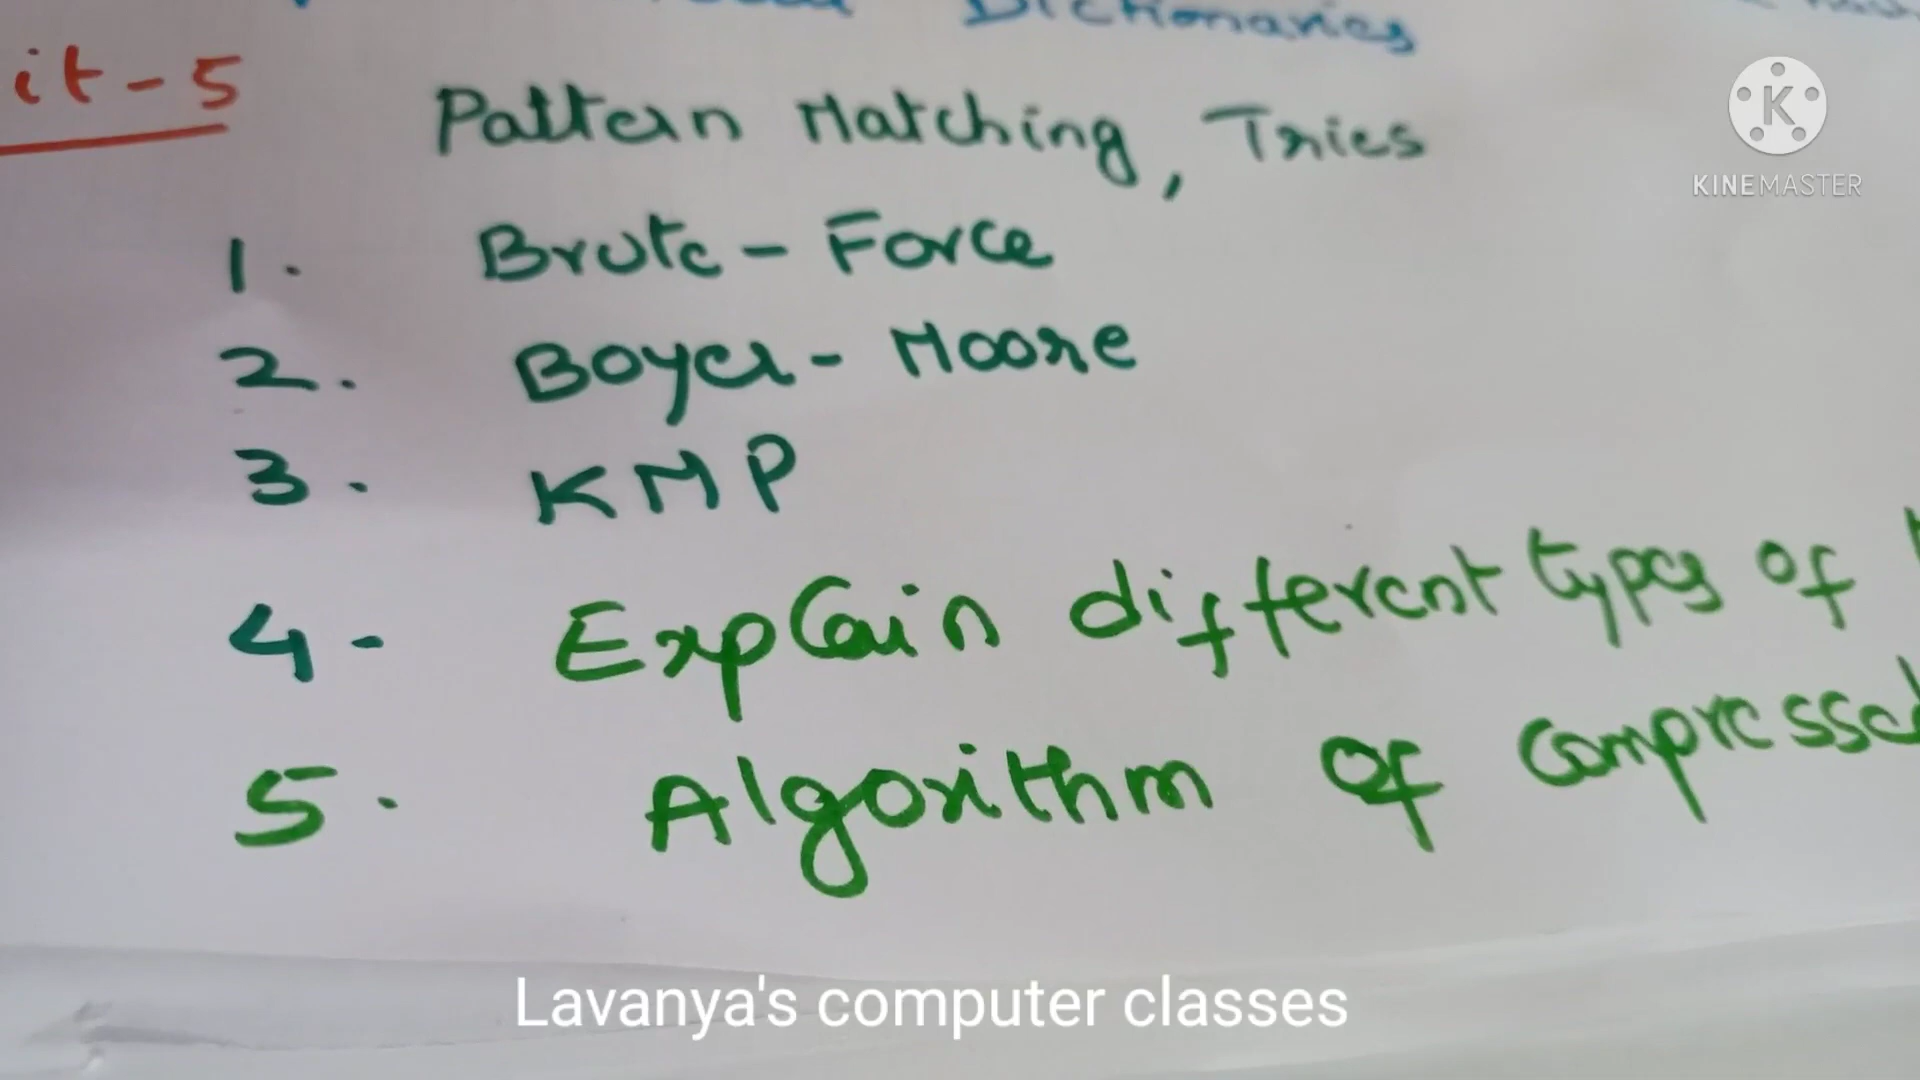 Dictionaries
it-5
Pattern Matching, Tries
KINEMASTER
1. Brute-Force
2. Boyer-Moore
3. KMP
4- Explain different types of
5. Algorithm of compressed
Lavanya's computer classes